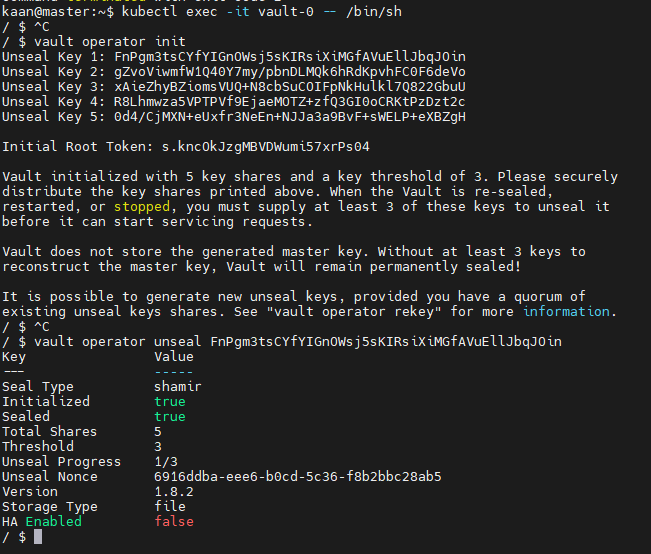 kaan@master:~$ kubectl exec -it vault-0 -- /bin/sh
/ $ ^C
/ $ vault operator init
Unseal Key 1: FnPgm3tsCYfYIGnOWsj5sKIRsiXiMGfAVuEllJbqJOin
Unseal Key 2: gZvoViwmfW1Q40Y7my/pbnDLMQk6hRdKpvhFC0F6deVo
Unseal Key 3: xAieZhyBZiomsVUQ+N8cbSuCOIFpNkHulkl7Q822GbuU
Unseal Key 4: R8Lhmwza5VPTPVf9EjaeMOTZ+zfQ3GI0oCRKtPzDzt2c
Unseal Key 5: 0d4/CjMXN+eUxfr3NeEn+NJJa3a9BvF+sWELP+eXBZgH
Initial Root Token: s.kncOkJzgMBVDWumi57xrPs04
Vault initialized with 5 key shares and a key threshold of 3. Please securely
distribute the key shares printed above. When the Vault is re-sealed,
restarted, or stopped, you must supply at least 3 of these keys to unseal it
before it can start servicing requests.
Vault does not store the generated master key. Without at least 3 keys to
reconstruct the master key, Vault will remain permanently sealed!
It is possible to generate new unseal keys, provided you have a quorum of
existing unseal keys shares. See "vault operator rekey" for more information.
/ $ ^C
/ $ vault operator unseal FnPgm3tsCYfYIGnOWsj5sKIRsiXiMGfAVuEllJbqJOin
Key Value
--- -----
Seal Type shamir
Initialized true
Sealed true
Total Shares 5
Threshold 3
Unseal Progress 1/3
Unseal Nonce 6916ddba-eee6-b0cd-5c36-f8b2bbc28ab5
Version 1.8.2
Storage Type file
HA Enabled false
/ $